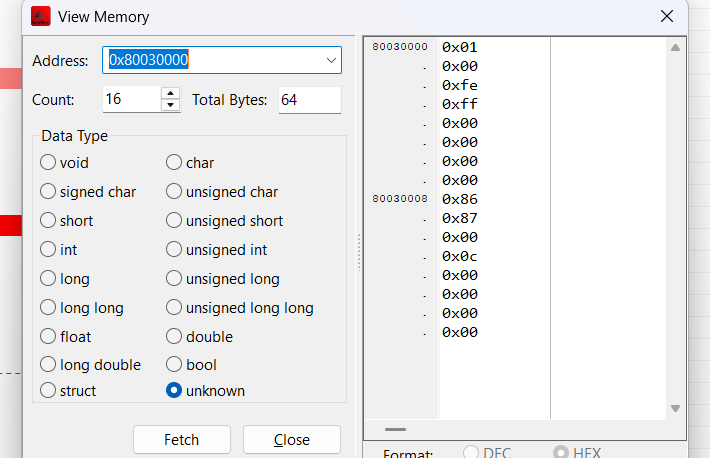 View Memory
Address: 0x80030000
Count: 16 Total Bytes: 64
Data Type
void char
signed char unsigned char
short unsigned short
int unsigned int
long unsigned long
long long unsigned long long
float double
long double bool
struct unknown
Fetch Close
80030000 0x01
. 0x00
. 0xfe
. 0xff
. 0x00
. 0x00
. 0x00
. 0x00
80030008 0x86
. 0x87
. 0x00
. 0x0c
. 0x00
. 0x00
. 0x00
. 0x00
Format: DEC HEX